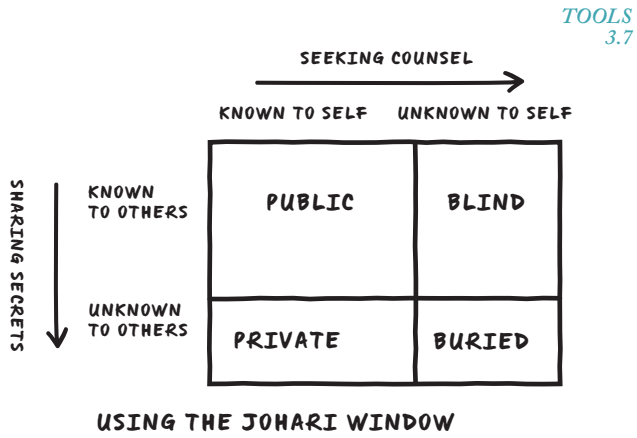 TOOLS
3.7
SEEKING COUNSEL
KNOWN TO SELF UNKNOWN TO SELF
SHARING SECRETS
KNOWN
TO OTHERS
PUBLIC BLIND
UNKNOWN
TO OTHERS
PRIVATE BURIED
USING THE JOHARI WINDOW